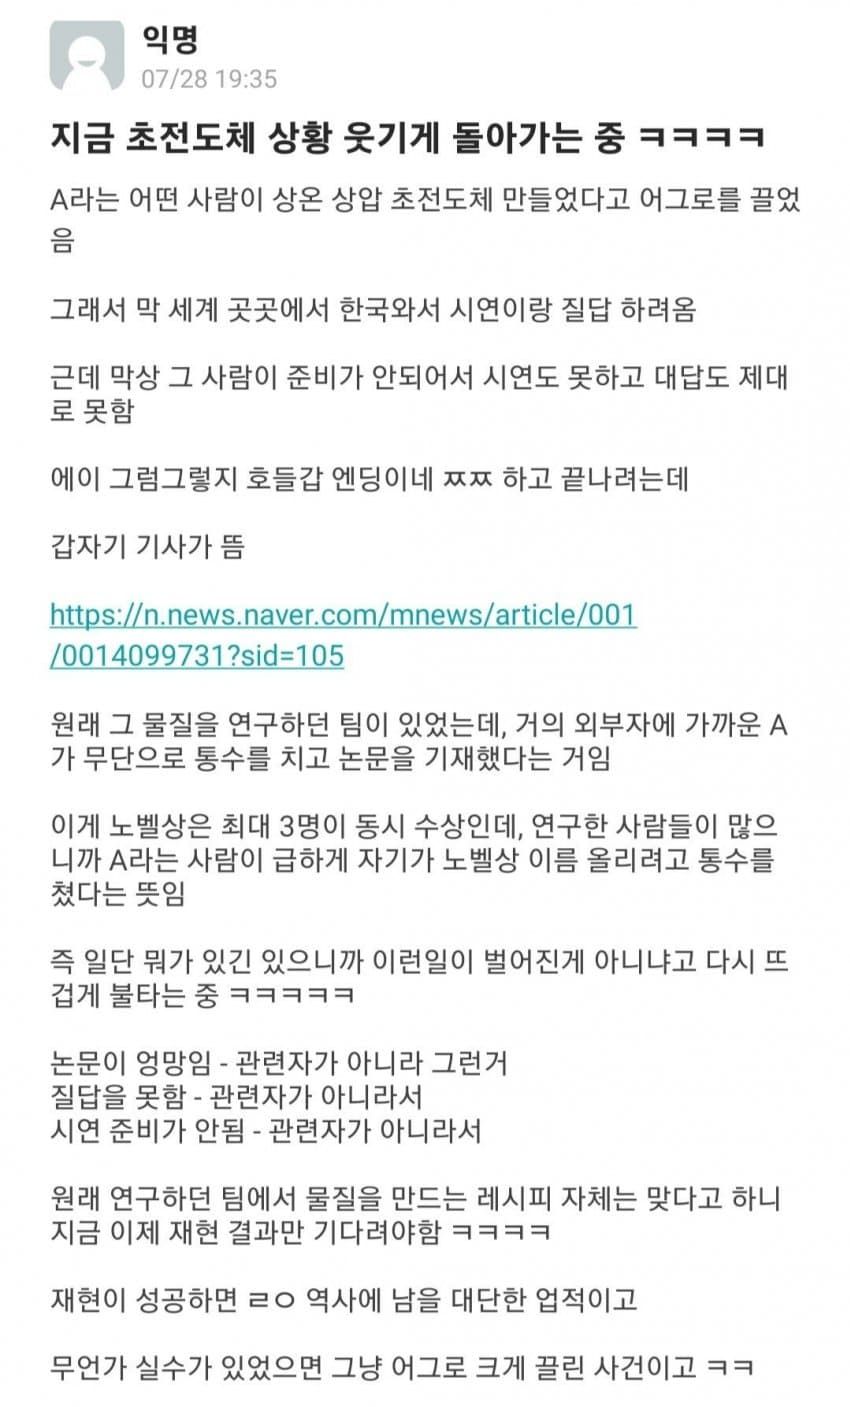 익명
07/28 19:35
지금 초전도체 상황 웃기게 돌아가는 중 ㅋㅋㅋㅋ
A라는 어떤 사람이 상온 상압 초전도체 만들었다고 어그로를 끌었
음
그래서 막 세계 곳곳에서 한국와서 시연이랑 질답 하려옴
근데 막상 그 사람이 준비가 안되어서 시연도 못하고 대답도 제대
로 못함
에이 그럼그렇지 호들갑 엔딩이네 ㅉㅉ 하고 끝나려는데
갑자기 기사가 뜸
https://n.news.naver.com/mnews/article/001
/0014099731?sid=105
원래 그 물질을 연구하던 팀이 있었는데, 거의 외부자에 가까운 A
가 무단으로 통수를 치고 논문을 기재했다는 거임
이게 노벨상은 최대 3명이 동시 수상인데, 연구한 사람들이 많으
니까 A라는 사람이 급하게 자기가 노벨상 이름 올리려고 통수를
쳤다는 뜻임
즉 일단 뭐가 있긴 있으니까 이런일이 벌어진게 아니냐고 다시 뜨
겁게 불타는 중 ㅋㅋㅋㅋㅋ
논문이 엉망임 - 관련자가 아니라 그런거
질답을 못함 - 관련자가 아니라서
시연 준비가 안됨 - 관련자가 아니라서
원래 연구하던 팀에서 물질을 만드는 레시피 자체는 맞다고 하니
지금 이제 재현 결과만 기다려야함 ㅋㅋㅋㅋ
재현이 성공하면 ㄹㅇ 역사에 남을 대단한 업적이고
무언가 실수가 있었으면 그냥 어그로 크게 끌린 사건이고 ㅋㅋ